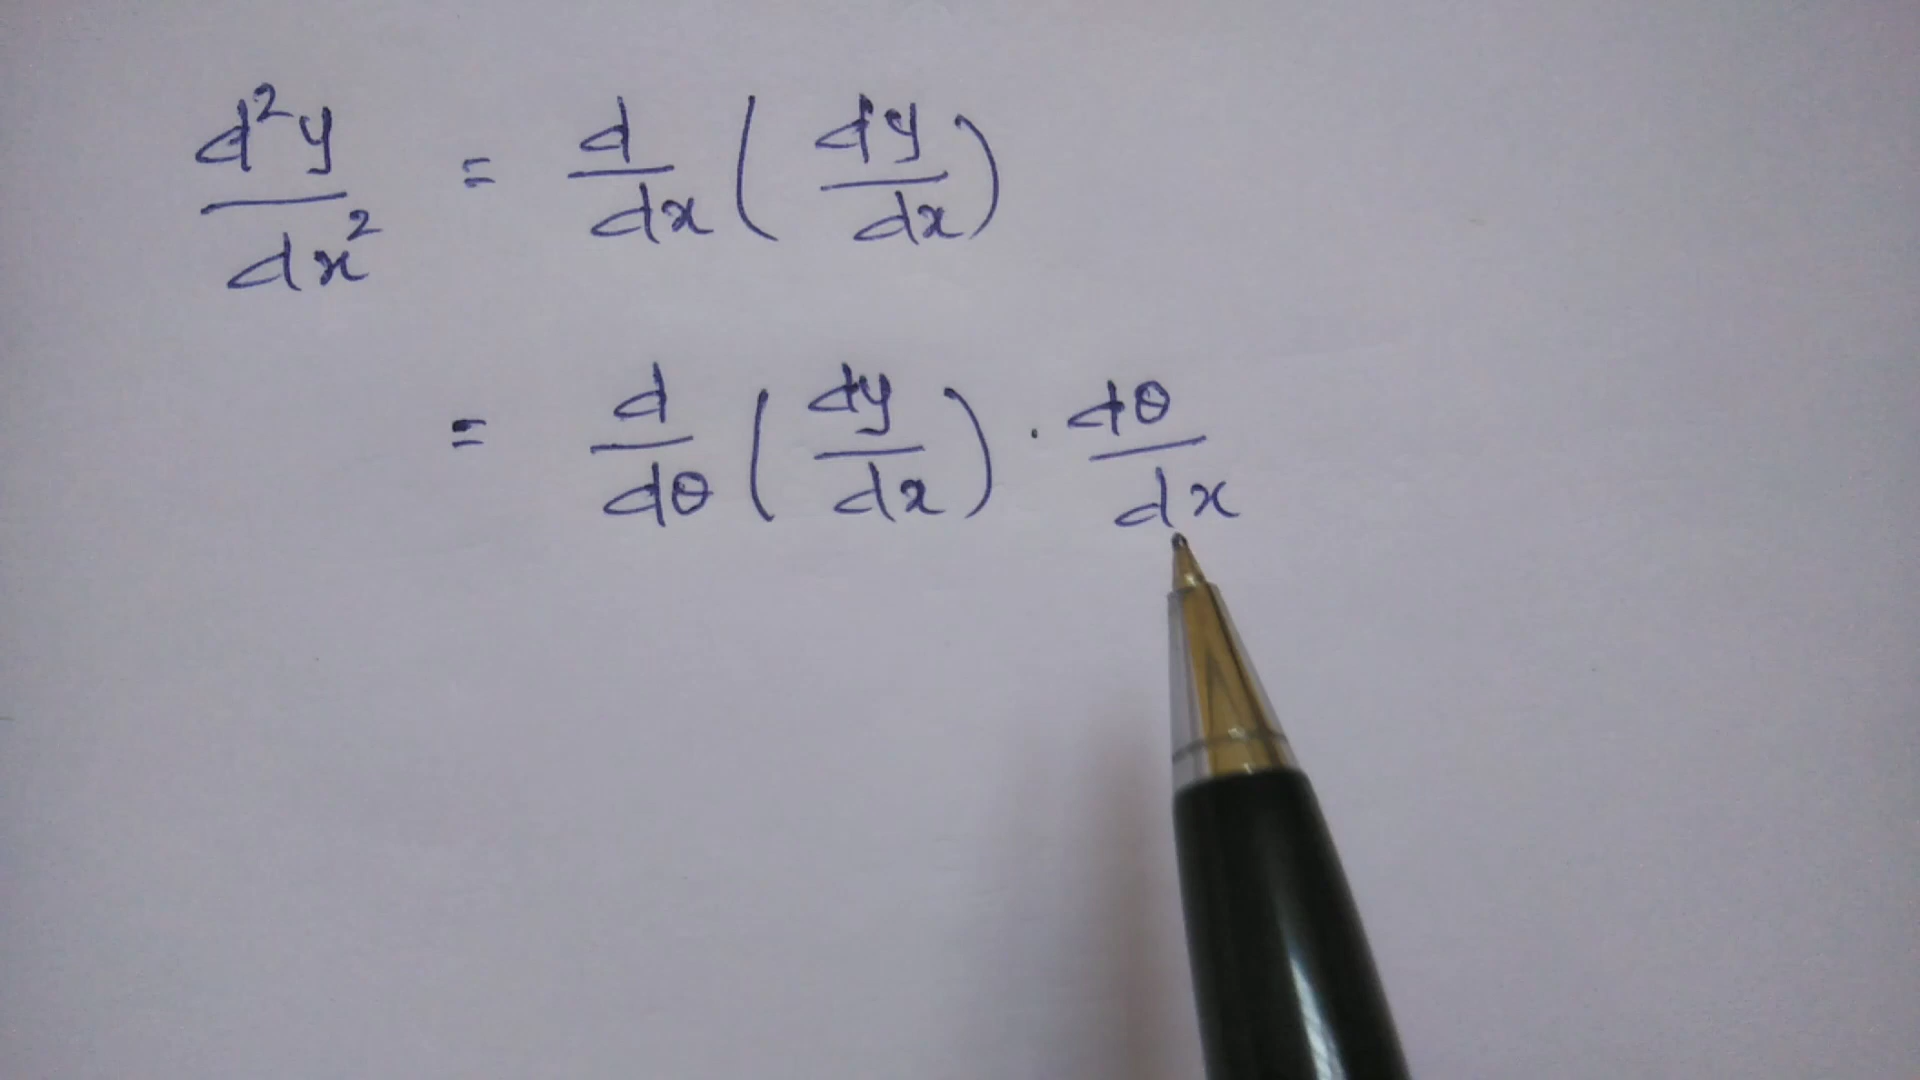 d²y/dx² = d/dx (dy/dx)
= d/dθ (dy/dx) · dθ/dx